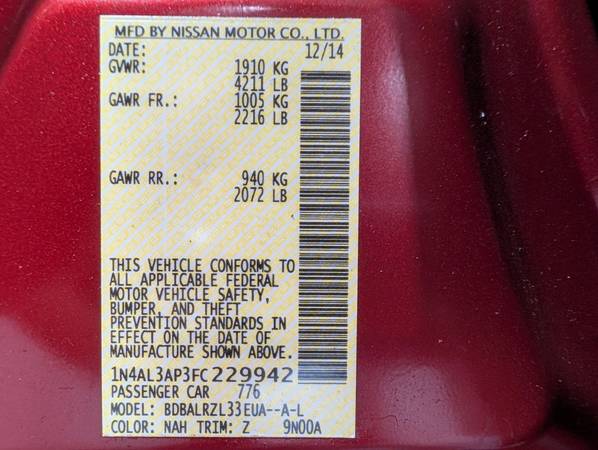 MFD BY NISSAN MOTOR CO., LTD.
DATE: 12/14
GVWR: 1910 KG
4211 LB
GAWR FR.: 1005 KG
2216 LB
GAWR RR.: 940 KG
2072 LB
THIS VEHICLE CONFORMS TO
ALL APPLICABLE FEDERAL
MOTOR VEHICLE SAFETY,
BUMPER, AND THEFT
PREVENTION STANDARDS IN
EFFECT ON THE DATE OF
MANUFACTURE SHOWN ABOVE.
1N4AL3AP3FC229942
PASSENGER CAR 776
MODEL: BDBALRZL33EUA--A-L
COLOR: NAH TRIM: Z 9N00A